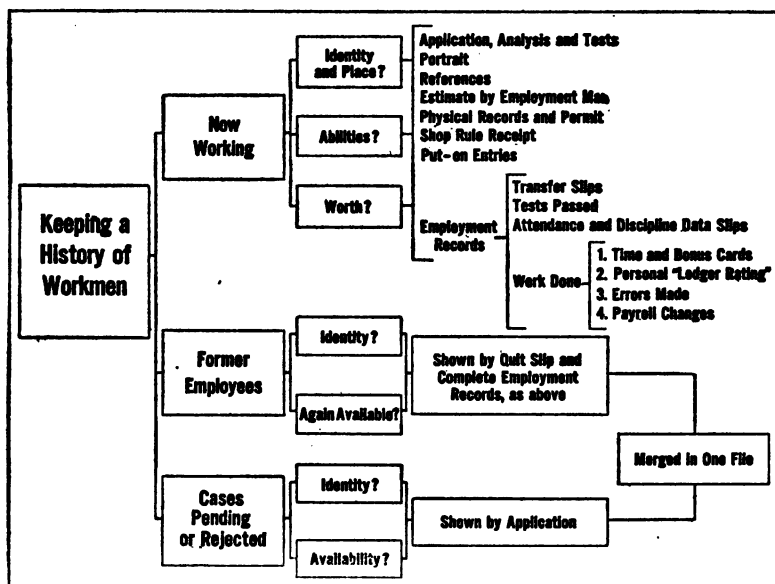 Keeping a
History of
Workmen
Now
Working
Identity
and Place?
Abilities?
Worth?
Application, Analysis and Tests
Portrait
References
Estimate by Employment Man
Physical Records and Permit
Shop Rule Receipt
Put-on Entries
Employment
Records
Transfer Slips
Tests Passed
Attendance and Discipline Data Slips
Work Done
1. Time and Bonus Cards
2. Personal "Ledger Rating"
3. Errors Made
4. Payroll Changes
Former
Employees
Identity?
Again Available?
Shown by Quit Slip and
Complete Employment
Records, as above
Cases
Pending
or Rejected
Identity?
Availability?
Shewn by Application
Merged in One File